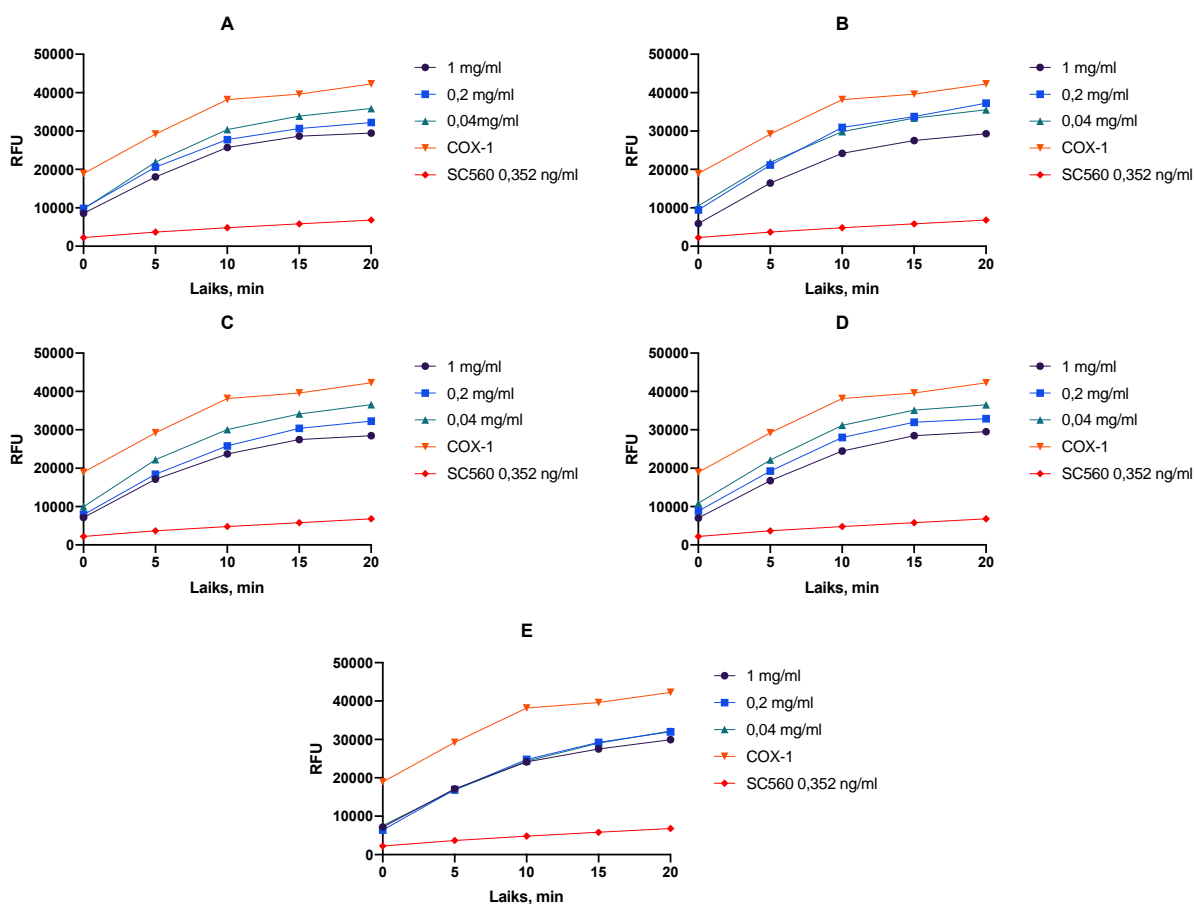 A
50000
40000
30000
20000
10000
0
RFU
0 5 10 15 20
Laiks, min
1 mg/ml
0,2 mg/ml
0,04mg/ml
COX-1
SC560 0,352 ng/ml
B
50000
40000
30000
20000
10000
0
RFU
0 5 10 15 20
Laiks, min
1 mg/ml
0,2 mg/ml
0,04 mg/ml
COX-1
SC560 0,352 ng/ml
C
50000
40000
30000
20000
10000
0
RFU
0 5 10 15 20
Laiks, min
1 mg/ml
0,2 mg/ml
0,04 mg/ml
COX-1
SC560 0,352 ng/ml
D
50000
40000
30000
20000
10000
0
RFU
0 5 10 15 20
Laiks, min
1 mg/ml
0,2 mg/ml
0,04 mg/ml
COX-1
SC560 0,352 ng/ml
E
50000
40000
30000
20000
10000
0
RFU
0 5 10 15 20
Laiks, min
1 mg/ml
0,2 mg/ml
0,04 mg/ml
COX-1
SC560 0,352 ng/ml